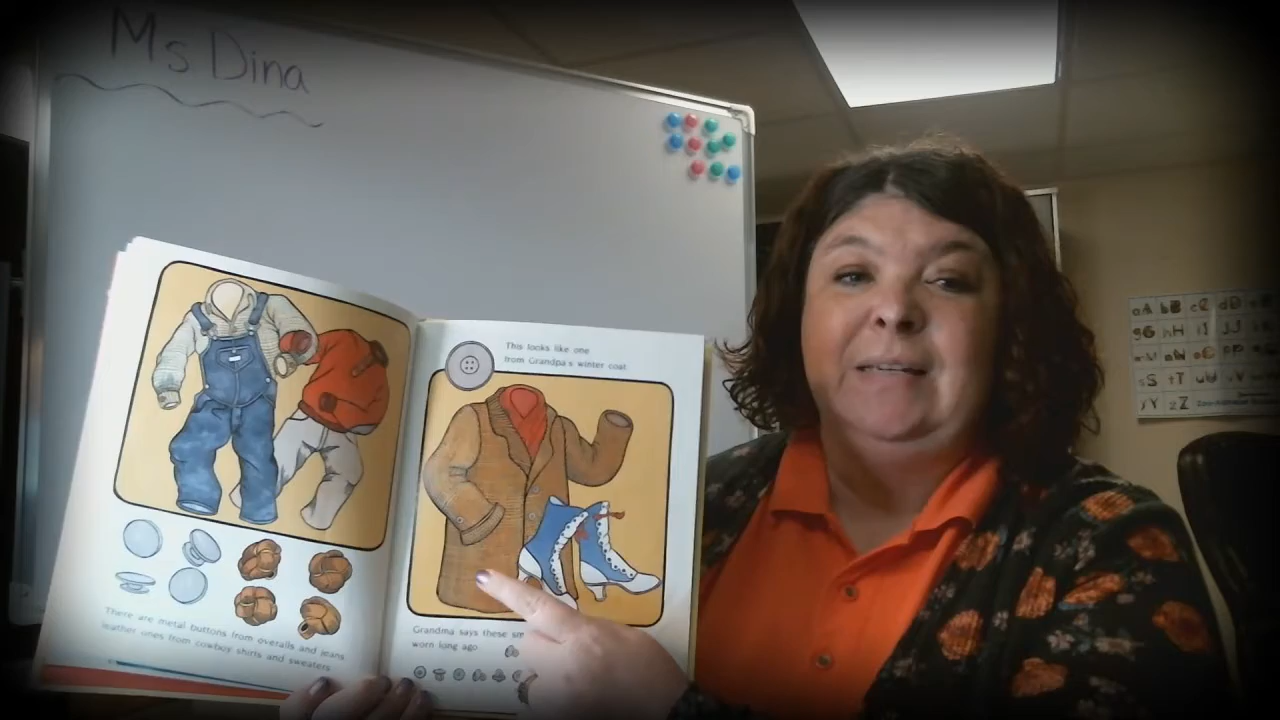 Ms Dina
This looks like one
from Grandpa's winter coat
There are metal buttons from overalls and jeans
leather ones from cowboy shirts and sweaters
Grandma says these
worn long ago